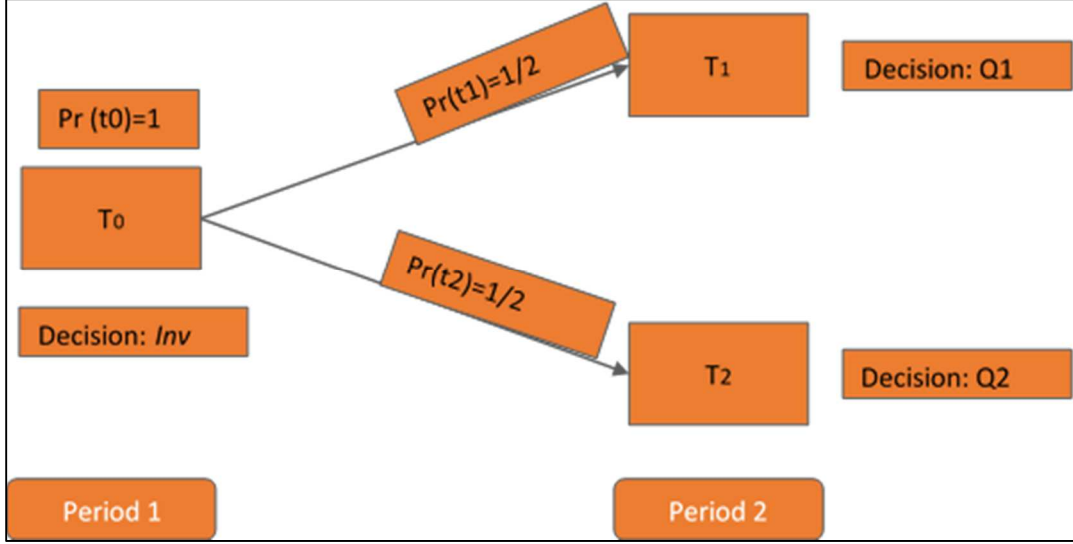 Pr (t0)=1
T0
Decision: Inv
Pr(t1)=1/2
T1
Decision: Q1
Pr(t2)=1/2
T2
Decision: Q2
Period 1
Period 2